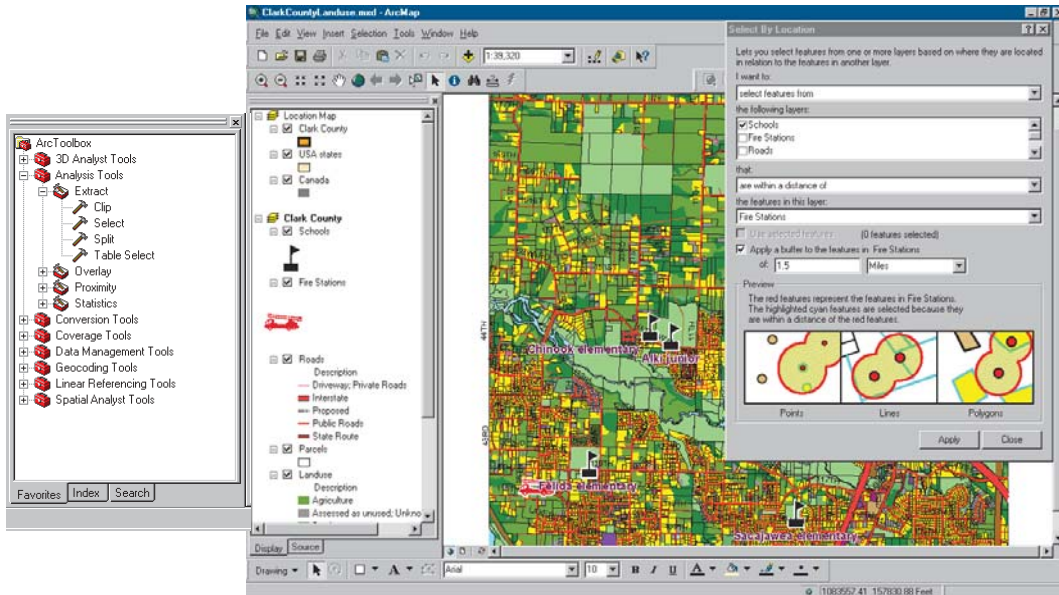 ArcToolbox
3D Analyst Tools
Analysis Tools
Extract
Clip
Select
Split
Table Select
Overlay
Proximity
Statistics
Conversion Tools
Coverage Tools
Data Management Tools
Geocoding Tools
Linear Referencing Tools
Spatial Analyst Tools
Favorites Index Search
ClarkCountyLanduse.mxd - ArcMap
File Edit View Insert Selection Tools Window Help
1:39,320
Location Map
Clark County
USA states
Canada
Clark County
Schools
Fire Stations
Roads
Description
Driveway; Private Roads
Interstate
Proposed
Public Roads
State Route
Parcels
Landuse
Description
Agriculture
Assessed as unused; Unkno
Display Source
44TH
43RD
Chinook elementary
Alki junior
Felida elementary
Sacajawea elementary
Select By Location
Lets you select features from one or more layers based on where they are located
in relation to the features in another layer.
I want to:
select features from
the following layers:
Schools
Fire Stations
Roads
that:
are within a distance of
the features in this layer:
Fire Stations
Use selected features (0 features selected)
Apply a buffer to the features in Fire Stations
of: 1.5 Miles
Preview
The red features represent the features in Fire Stations.
The highlighted cyan features are selected because they
are within a distance of the red features.
Points Lines Polygons
Apply Close
Drawing A Arial 10 B I U A
1083557.41 157830.88 Feet